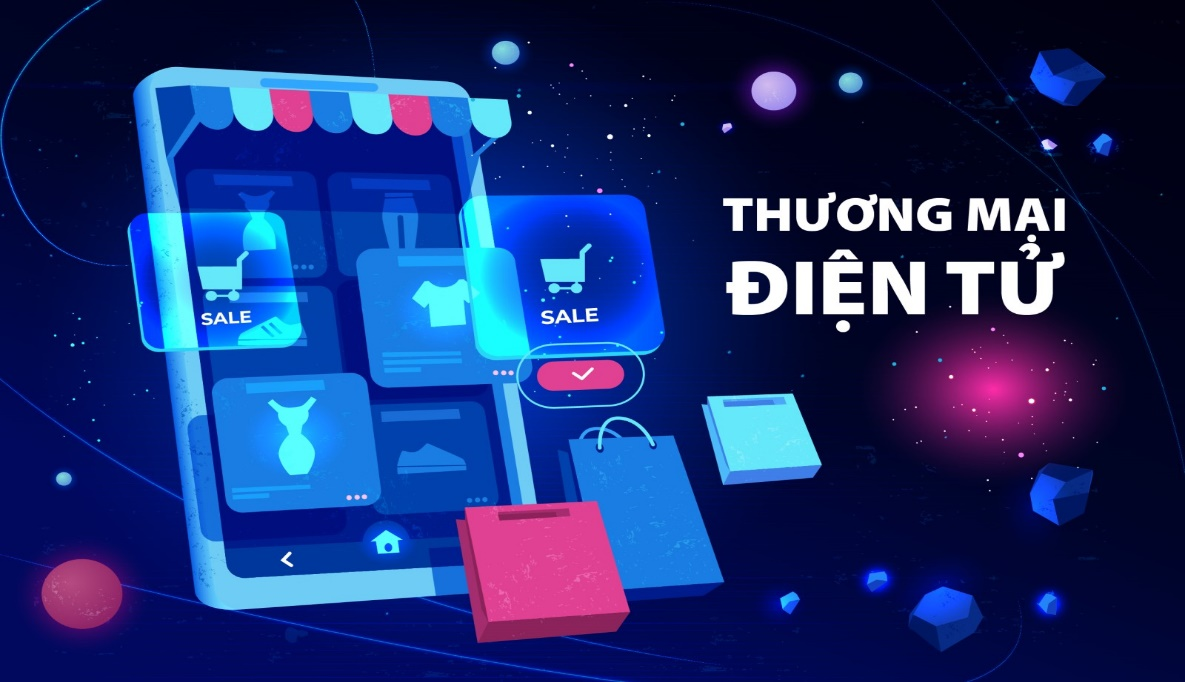 SALE
SALE
THƯƠNG MẠI
ĐIỆN TỬ